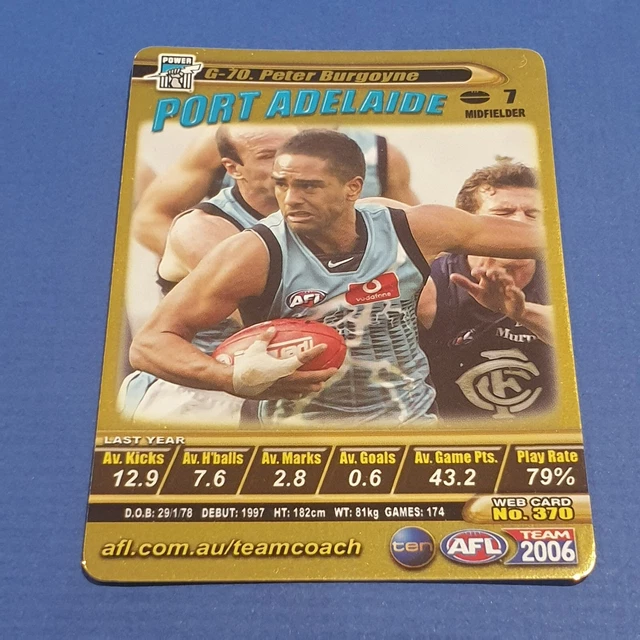 POWER
G-70. Peter Burgoyne
PORT ADELAIDE
7
MIDFIELDER
AFL
vodafone
CFC
LAST YEAR
Av. Kicks Av. H'balls Av. Marks Av. Goals Av. Game Pts. Play Rate
12.9 7.6 2.8 0.6 43.2 79%
D.O.B: 29/1/78 DEBUT: 1997 HT: 182cm WT: 81kg GAMES: 174
WEB CARD
No. 370
afl.com.au/teamcoach
ten
AFL
TEAM
2006